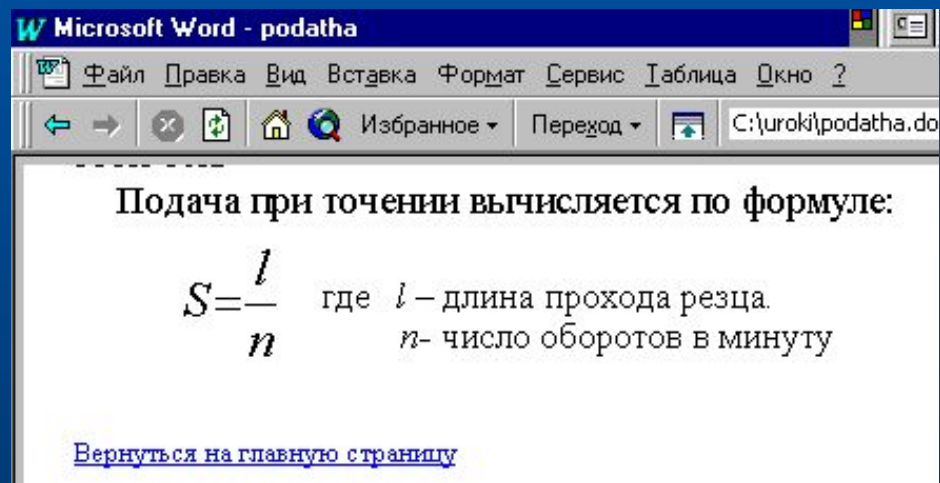 Microsoft Word - podatha
Файл Правка Вид Вставка Формат Сервис Таблица Окно ?
Избранное Переход C:\uroki\podatha.do
Подача при точении вычисляется по формуле:
S=l/n где l – длина прохода резца.
n- число оборотов в минуту
Вернуться на главную страницу